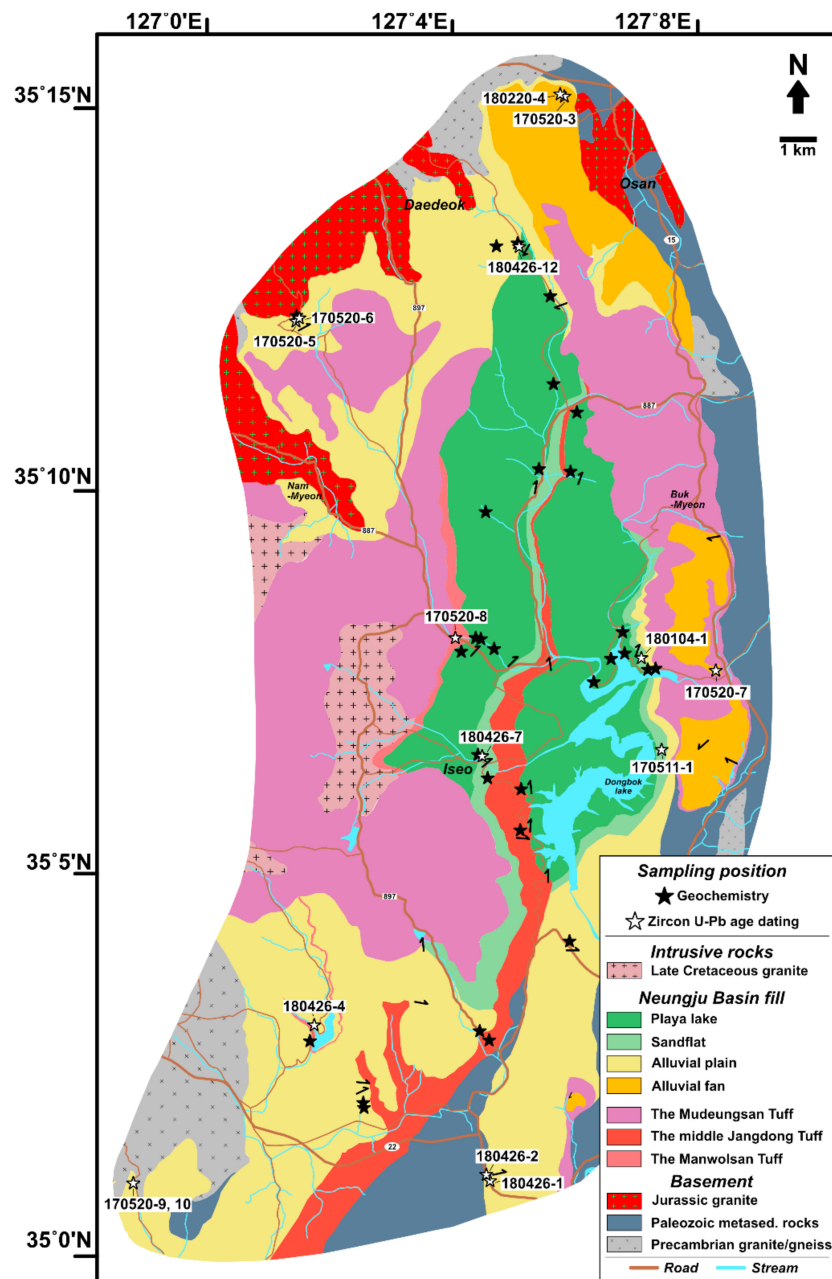 127°0'E
127°4'E
127°8'E
N
1 km
35°15'N
180220-4
170520-3
Osan
Daedeok
15
180426-12
897
170520-6
170520-5
887
35°10'N
Nam
-Myeon
Buk
-Myeon
887
170520-8
180104-1
170520-7
180426-7
170511-1
Iseo
Dongbok
lake
35°5'N
897
180426-4
22
180426-2
180426-1
170520-9, 10
35°0'N
Sampling position
Geochemistry
Zircon U-Pb age dating
Intrusive rocks
Late Cretaceous granite
Neungju Basin fill
Playa lake
Sandflat
Alluvial plain
Alluvial fan
The Mudeungsan Tuff
The middle Jangdong Tuff
The Manwolsan Tuff
Basement
Jurassic granite
Paleozoic metased. rocks
Precambrian granite/gneiss
Road Stream